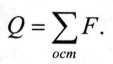 Q = ∑ F.
ост